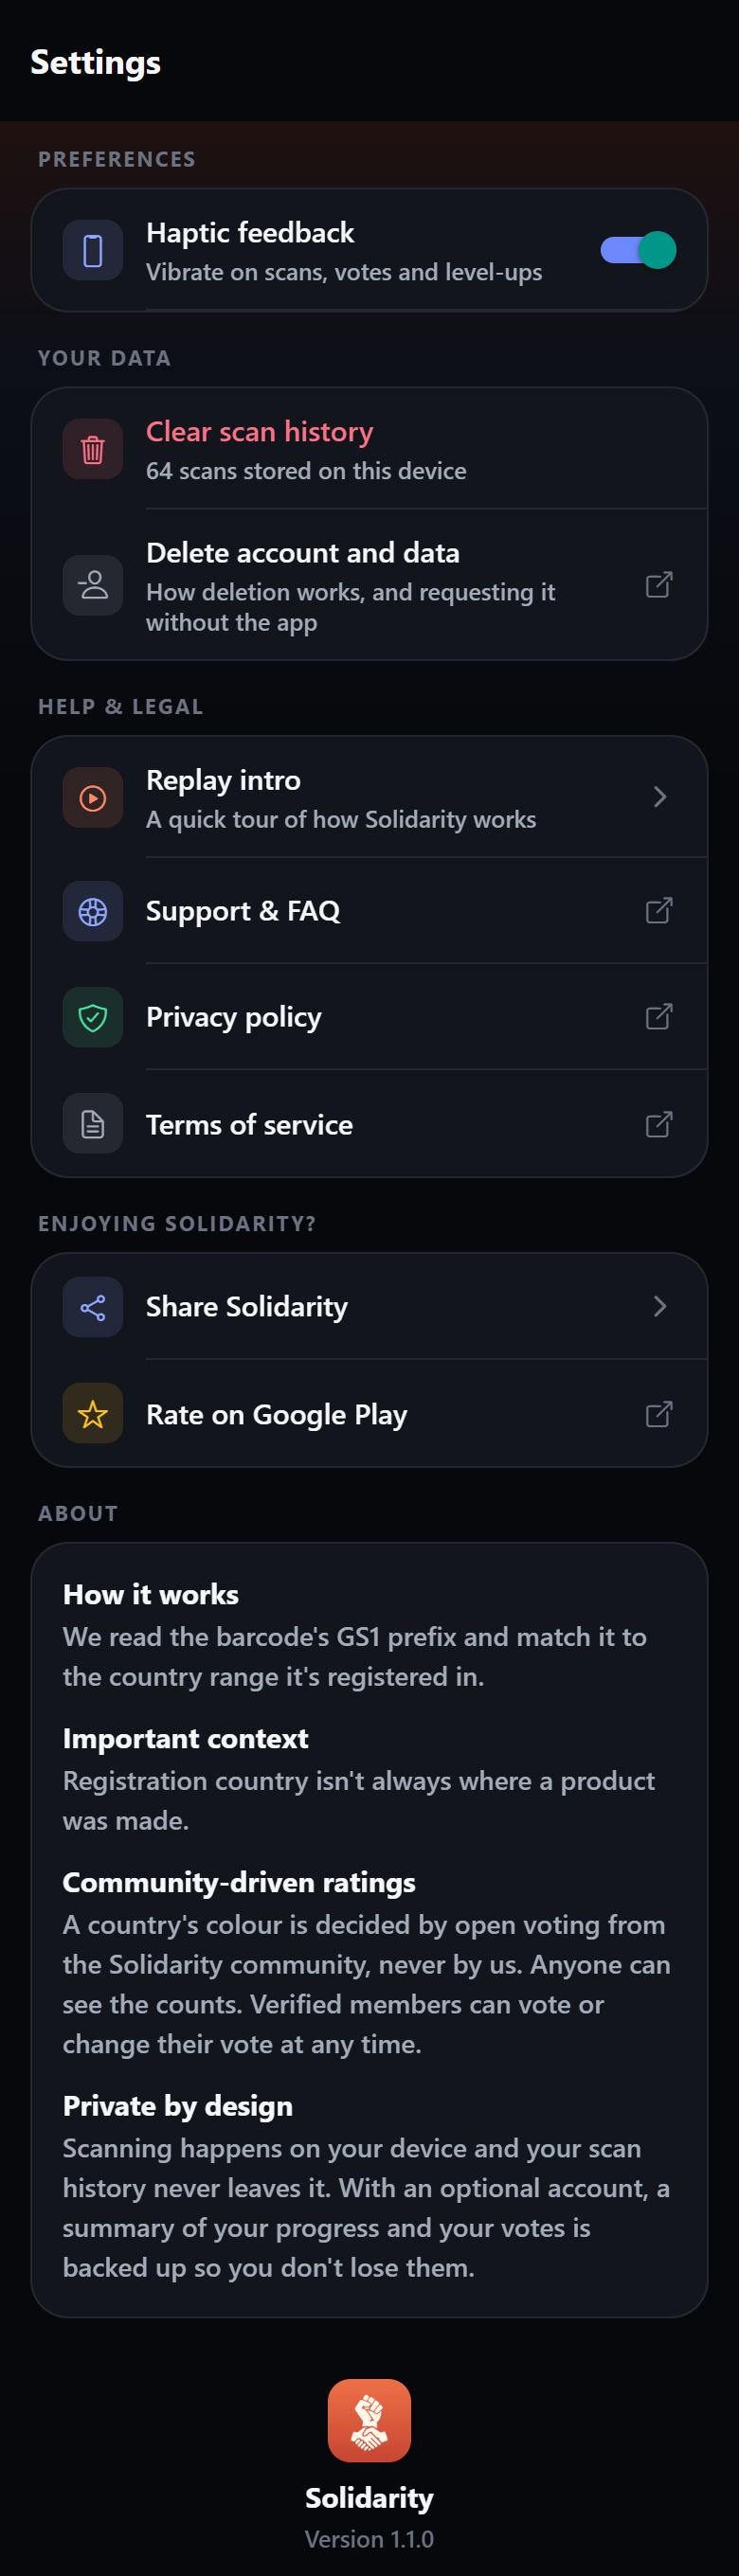 Settings
PREFERENCES
Haptic feedback
Vibrate on scans, votes and level-ups
YOUR DATA
Clear scan history
64 scans stored on this device
Delete account and data
How deletion works, and requesting it
without the app
HELP & LEGAL
Replay intro
A quick tour of how Solidarity works
Support & FAQ
Privacy policy
Terms of service
ENJOYING SOLIDARITY?
Share Solidarity
Rate on Google Play
ABOUT
How it works
We read the barcode's GS1 prefix and match it to
the country range it's registered in.
Important context
Registration country isn't always where a product
was made.
Community-driven ratings
A country's colour is decided by open voting from
the Solidarity community, never by us. Anyone can
see the counts. Verified members can vote or
change their vote at any time.
Private by design
Scanning happens on your device and your scan
history never leaves it. With an optional account, a
summary of your progress and your votes is
backed up so you don't lose them.
Solidarity
Version 1.1.0